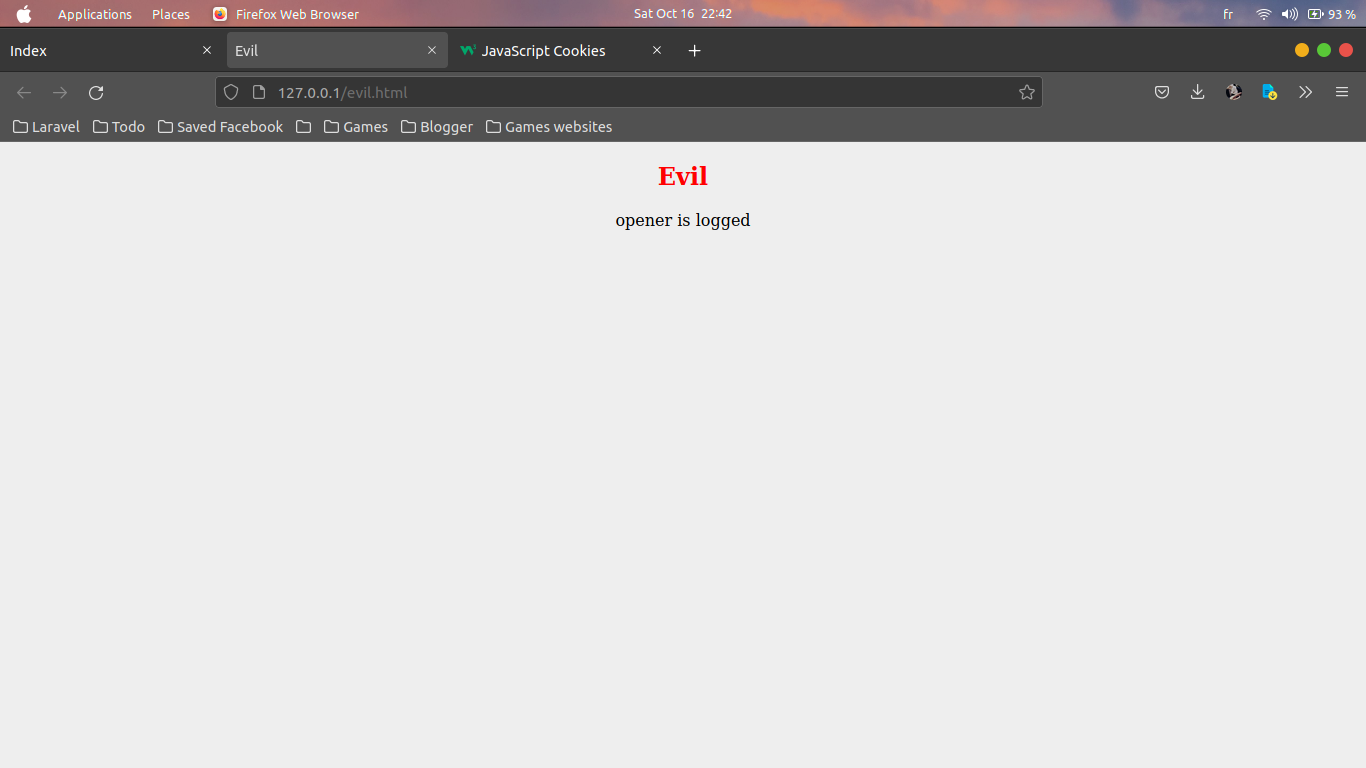 Applications Places Firefox Web Browser Sat Oct 16 22:42 fr 93 %
Index Evil JavaScript Cookies
127.0.0.1/evil.html
Laravel Todo Saved Facebook Games Blogger Games websites
Evil
opener is logged